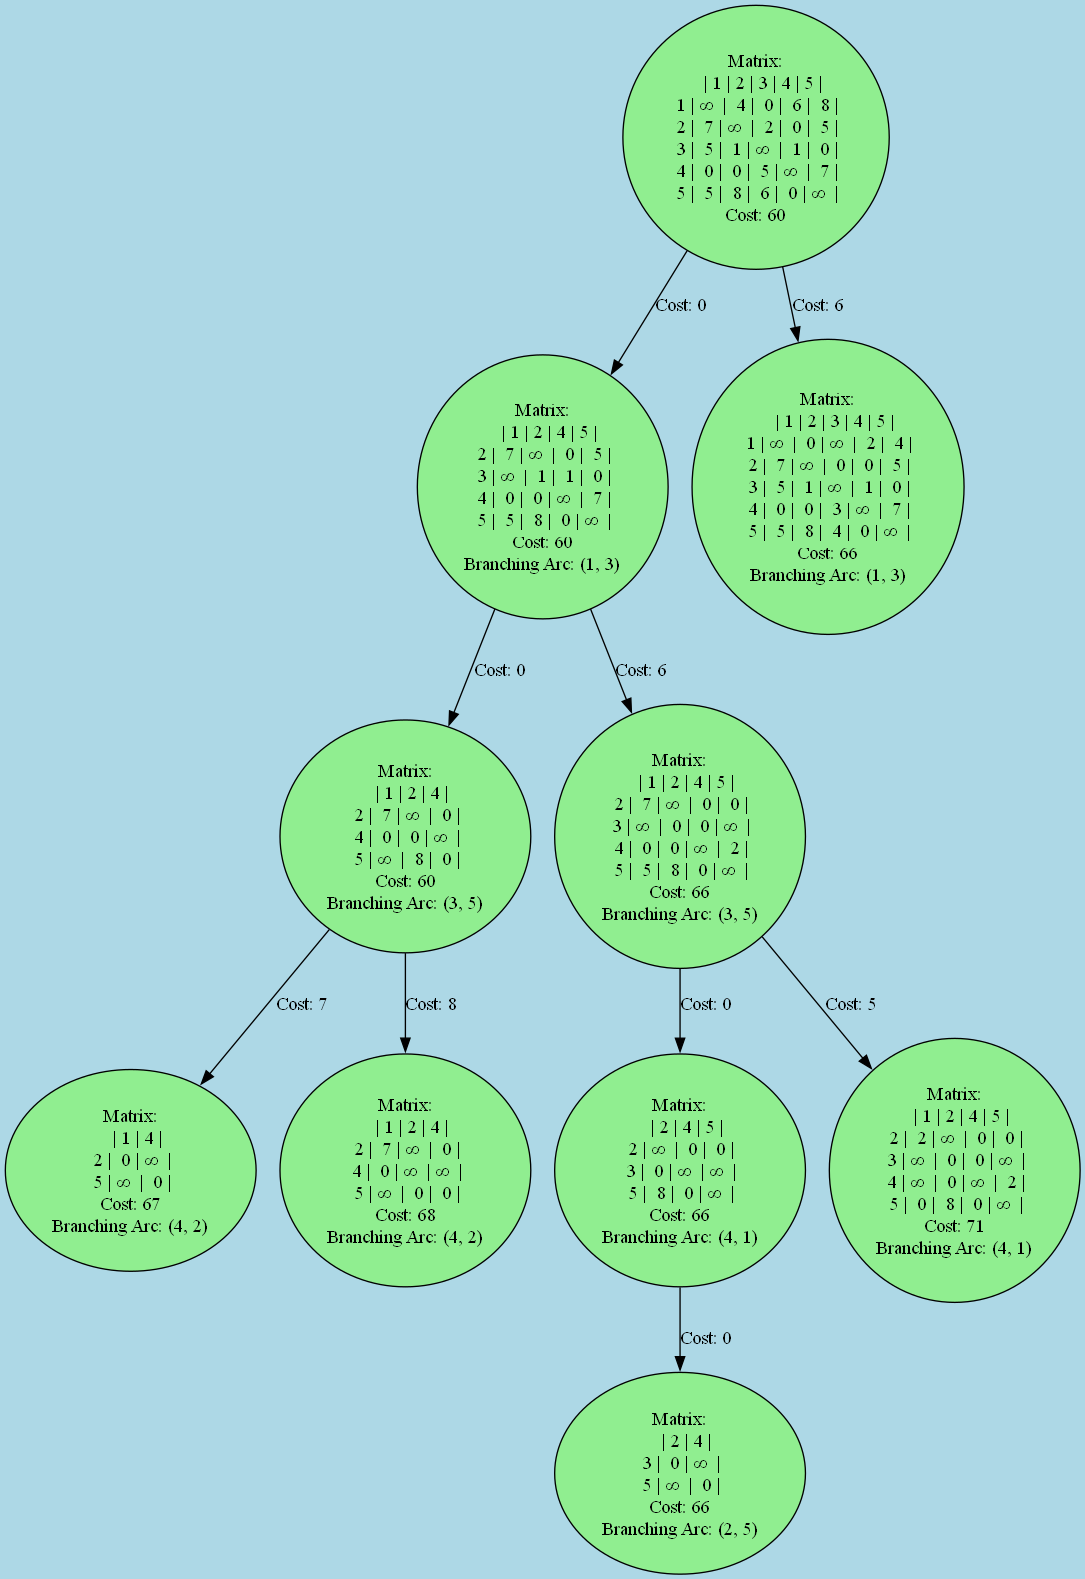 Matrix:
| 1 | 2 | 3 | 4 | 5 |
1 | ∞ | 4 | 0 | 6 | 8 |
2 | 7 | ∞ | 2 | 0 | 5 |
3 | 5 | 1 | ∞ | 1 | 0 |
4 | 0 | 0 | 5 | ∞ | 7 |
5 | 5 | 8 | 6 | 0 | ∞ |
Cost: 60
Cost: 0
Cost: 6
Matrix:
| 1 | 2 | 4 | 5 |
2 | 7 | ∞ | 0 | 5 |
3 | ∞ | 1 | 1 | 0 |
4 | 0 | 0 | ∞ | 7 |
5 | 5 | 8 | 0 | ∞ |
Cost: 60
Branching Arc: (1, 3)
Matrix:
| 1 | 2 | 3 | 4 | 5 |
1 | ∞ | 0 | ∞ | 2 | 4 |
2 | 7 | ∞ | 0 | 0 | 5 |
3 | 5 | 1 | ∞ | 1 | 0 |
4 | 0 | 0 | 3 | ∞ | 7 |
5 | 5 | 8 | 4 | 0 | ∞ |
Cost: 66
Branching Arc: (1, 3)
Cost: 0
Cost: 6
Matrix:
| 1 | 2 | 4 |
2 | 7 | ∞ | 0 |
4 | 0 | 0 | ∞ |
5 | ∞ | 8 | 0 |
Cost: 60
Branching Arc: (3, 5)
Matrix:
| 1 | 2 | 4 | 5 |
2 | 7 | ∞ | 0 | 0 |
3 | ∞ | 0 | 0 | ∞ |
4 | 0 | 0 | ∞ | 2 |
5 | 5 | 8 | 0 | ∞ |
Cost: 66
Branching Arc: (3, 5)
Cost: 7
Cost: 8
Cost: 0
Cost: 5
Matrix:
| 1 | 4 |
2 | 0 | ∞ |
5 | ∞ | 0 |
Cost: 67
Branching Arc: (4, 2)
Matrix:
| 1 | 2 | 4 |
2 | 7 | ∞ | 0 |
4 | 0 | ∞ | ∞ |
5 | ∞ | 0 | 0 |
Cost: 68
Branching Arc: (4, 2)
Matrix:
| 2 | 4 | 5 |
2 | ∞ | 0 | 0 |
3 | 0 | ∞ | ∞ |
5 | 8 | 0 | ∞ |
Cost: 66
Branching Arc: (4, 1)
Matrix:
| 1 | 2 | 4 | 5 |
2 | 2 | ∞ | 0 | 0 |
3 | ∞ | 0 | 0 | ∞ |
4 | ∞ | 0 | ∞ | 2 |
5 | 0 | 8 | 0 | ∞ |
Cost: 71
Branching Arc: (4, 1)
Cost: 0
Matrix:
| 2 | 4 |
3 | 0 | ∞ |
5 | ∞ | 0 |
Cost: 66
Branching Arc: (2, 5)